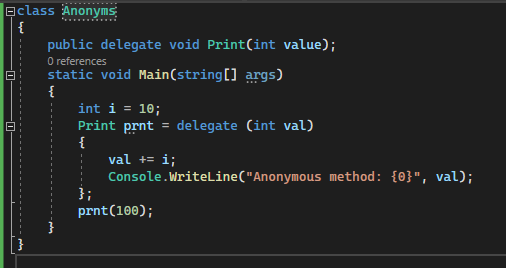 class Anonyms
{
    public delegate void Print(int value);
    0 references
    static void Main(string[] args)
    {
        int i = 10;
        Print prnt = delegate (int val)
        {
            val += i;
            Console.WriteLine("Anonymous method: {0}", val);
        };
        prnt(100);
    }
}